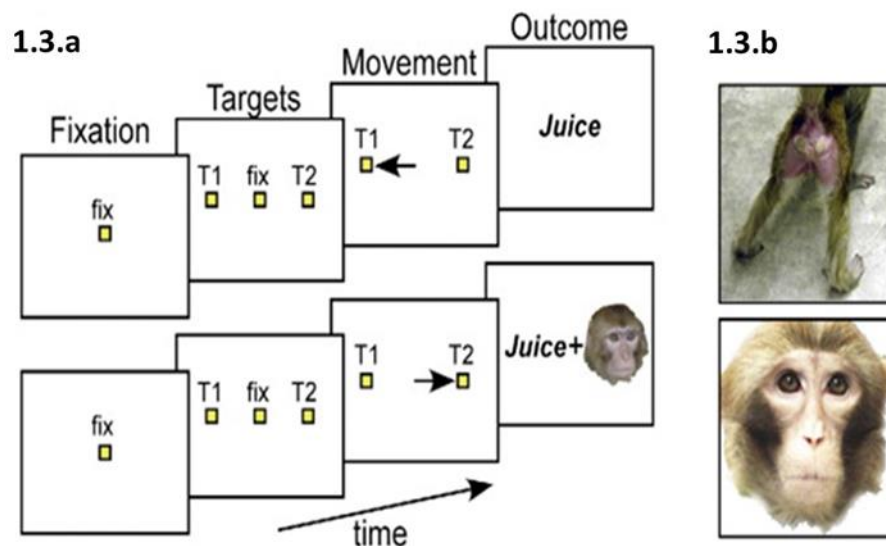 1.3.a
Fixation
Targets
Movement
Outcome
fix
T1 fix T2
T1 T2
Juice
fix
T1 fix T2
T1 T2
Juice+
time
1.3.b